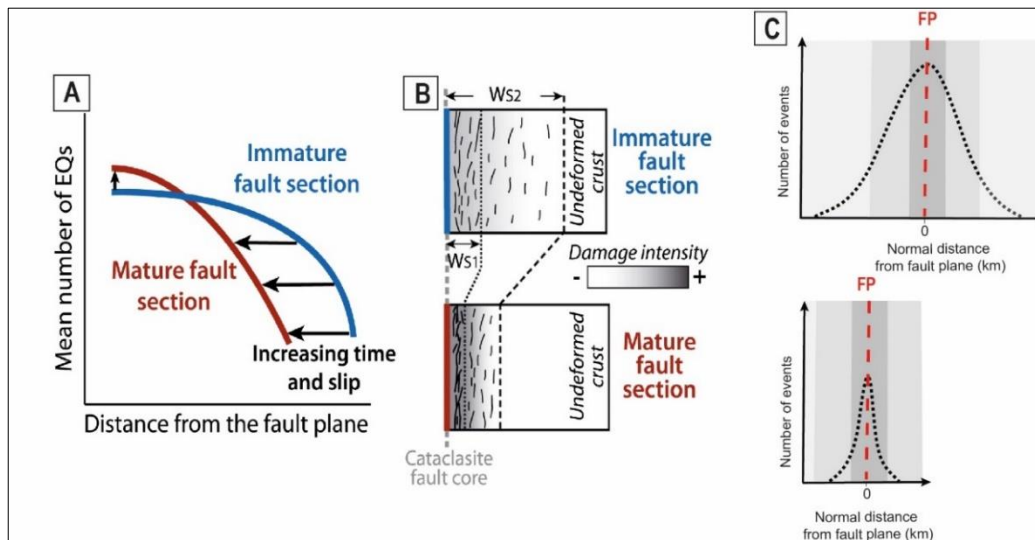 A
Mean number of EQs
Immature
fault section
Mature fault
section
Increasing time
and slip
Distance from the fault plane
B
WS2
Undeformed
crust
Immature
fault
section
WS1
Damage intensity
- +
Undeformed
crust
Mature
fault
section
Cataclasite
fault core
C
FP
Number of events
0
Normal distance
from fault plane (km)
FP
Number of events
0
Normal distance
from fault plane (km)